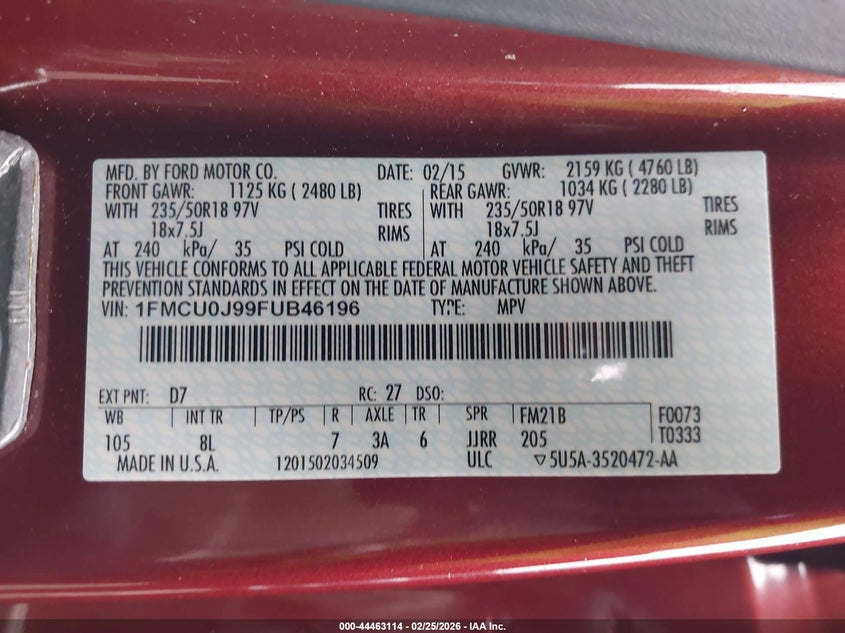 MFD. BY FORD MOTOR CO. DATE: 02/15 GVWR: 2159 KG ( 4760 LB)
FRONT GAWR: 1125 KG ( 2480 LB) REAR GAWR: 1034 KG ( 2280 LB)
WITH 235/50R18 97V TIRES WITH 235/50R18 97V TIRES
18x7.5J RIMS 18x7.5J RIMS
AT 240 kPa/ 35 PSI COLD AT 240 kPa/ 35 PSI COLD
THIS VEHICLE CONFORMS TO ALL APPLICABLE FEDERAL MOTOR VEHICLE SAFETY AND THEFT
PREVENTION STANDARDS IN EFFECT ON THE DATE OF MANUFACTURE SHOWN ABOVE.
VIN: 1FMCU0J99FUB46196 TYPE: MPV
EXT PNT: D7 RC: 27 DSO:
WB INT TR TP/PS R AXLE TR SPR FM21B F0073
105 8L 7 3A 6 JJRR 205 T0333
MADE IN U.S.A. 1201502034509 ULC ▽5U5A-3520472-AA
000-44463114 - 02/25/2026 - IAA Inc.